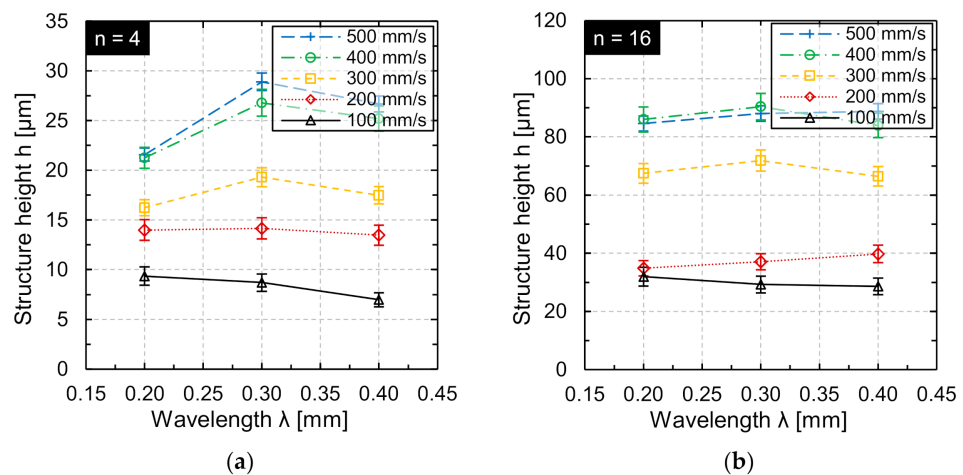 n = 4
500 mm/s
400 mm/s
300 mm/s
200 mm/s
100 mm/s
Structure height h [µm]
35
30
25
20
15
10
5
0
0.15 0.20 0.25 0.30 0.35 0.40 0.45
Wavelength λ [mm]
(a)
n = 16
500 mm/s
400 mm/s
300 mm/s
200 mm/s
100 mm/s
Structure height h [µm]
120
100
80
60
40
20
0
0.15 0.20 0.25 0.30 0.35 0.40 0.45
Wavelength λ [mm]
(b)